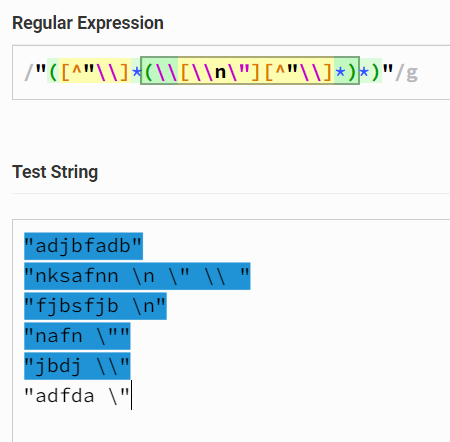 Regular Expression
/"([^"\\]*(\\[\\n\"][^"\\]*)*)"/g
Test String
"adjbfadb"
"nksafnn \n \" \\ "
"fjbsfjb \n"
"nafn \""
"jbdj \\"
"adfda \"